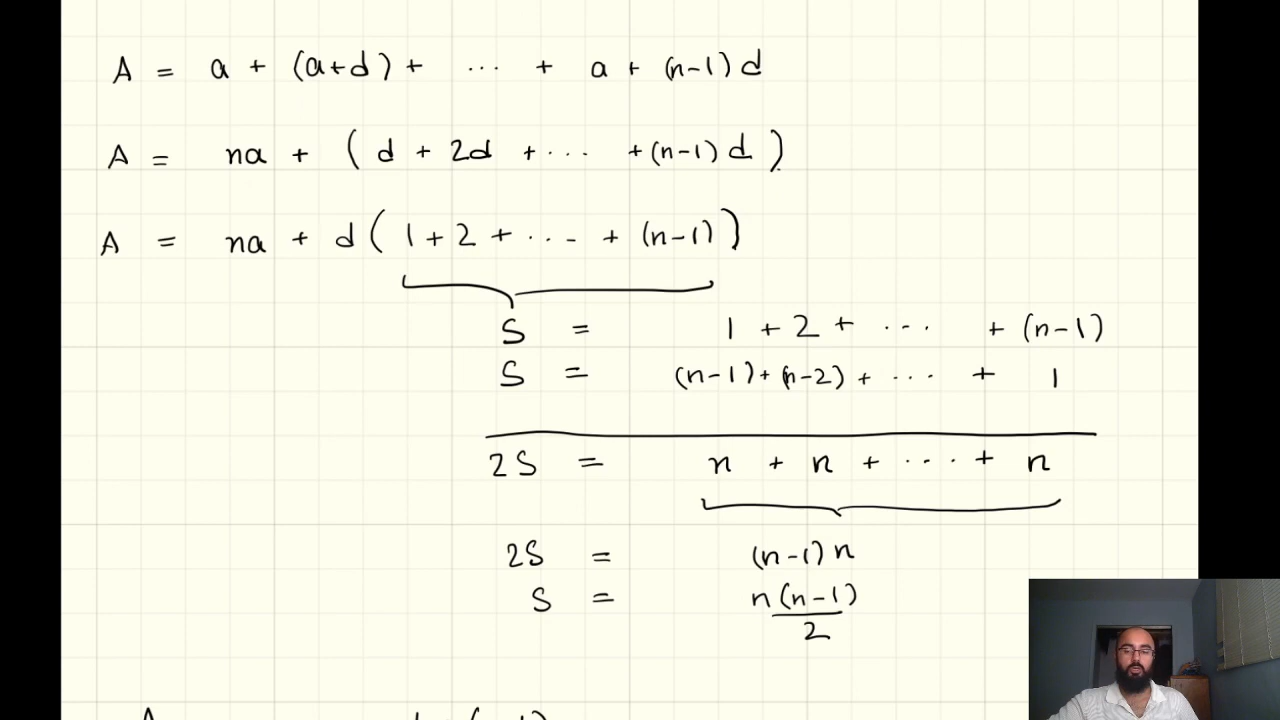 A = a + (a+d) + ... + a + (n-1)d
A = na + ( d + 2d + ... + (n-1)d )
A = na + d( 1 + 2 + ... + (n-1) )
S = 1 + 2 + ... + (n-1)
S = (n-1) + (n-2) + ... + 1
2S = n + n + ... + n
2S = (n-1) n
S = n(n-1)
2